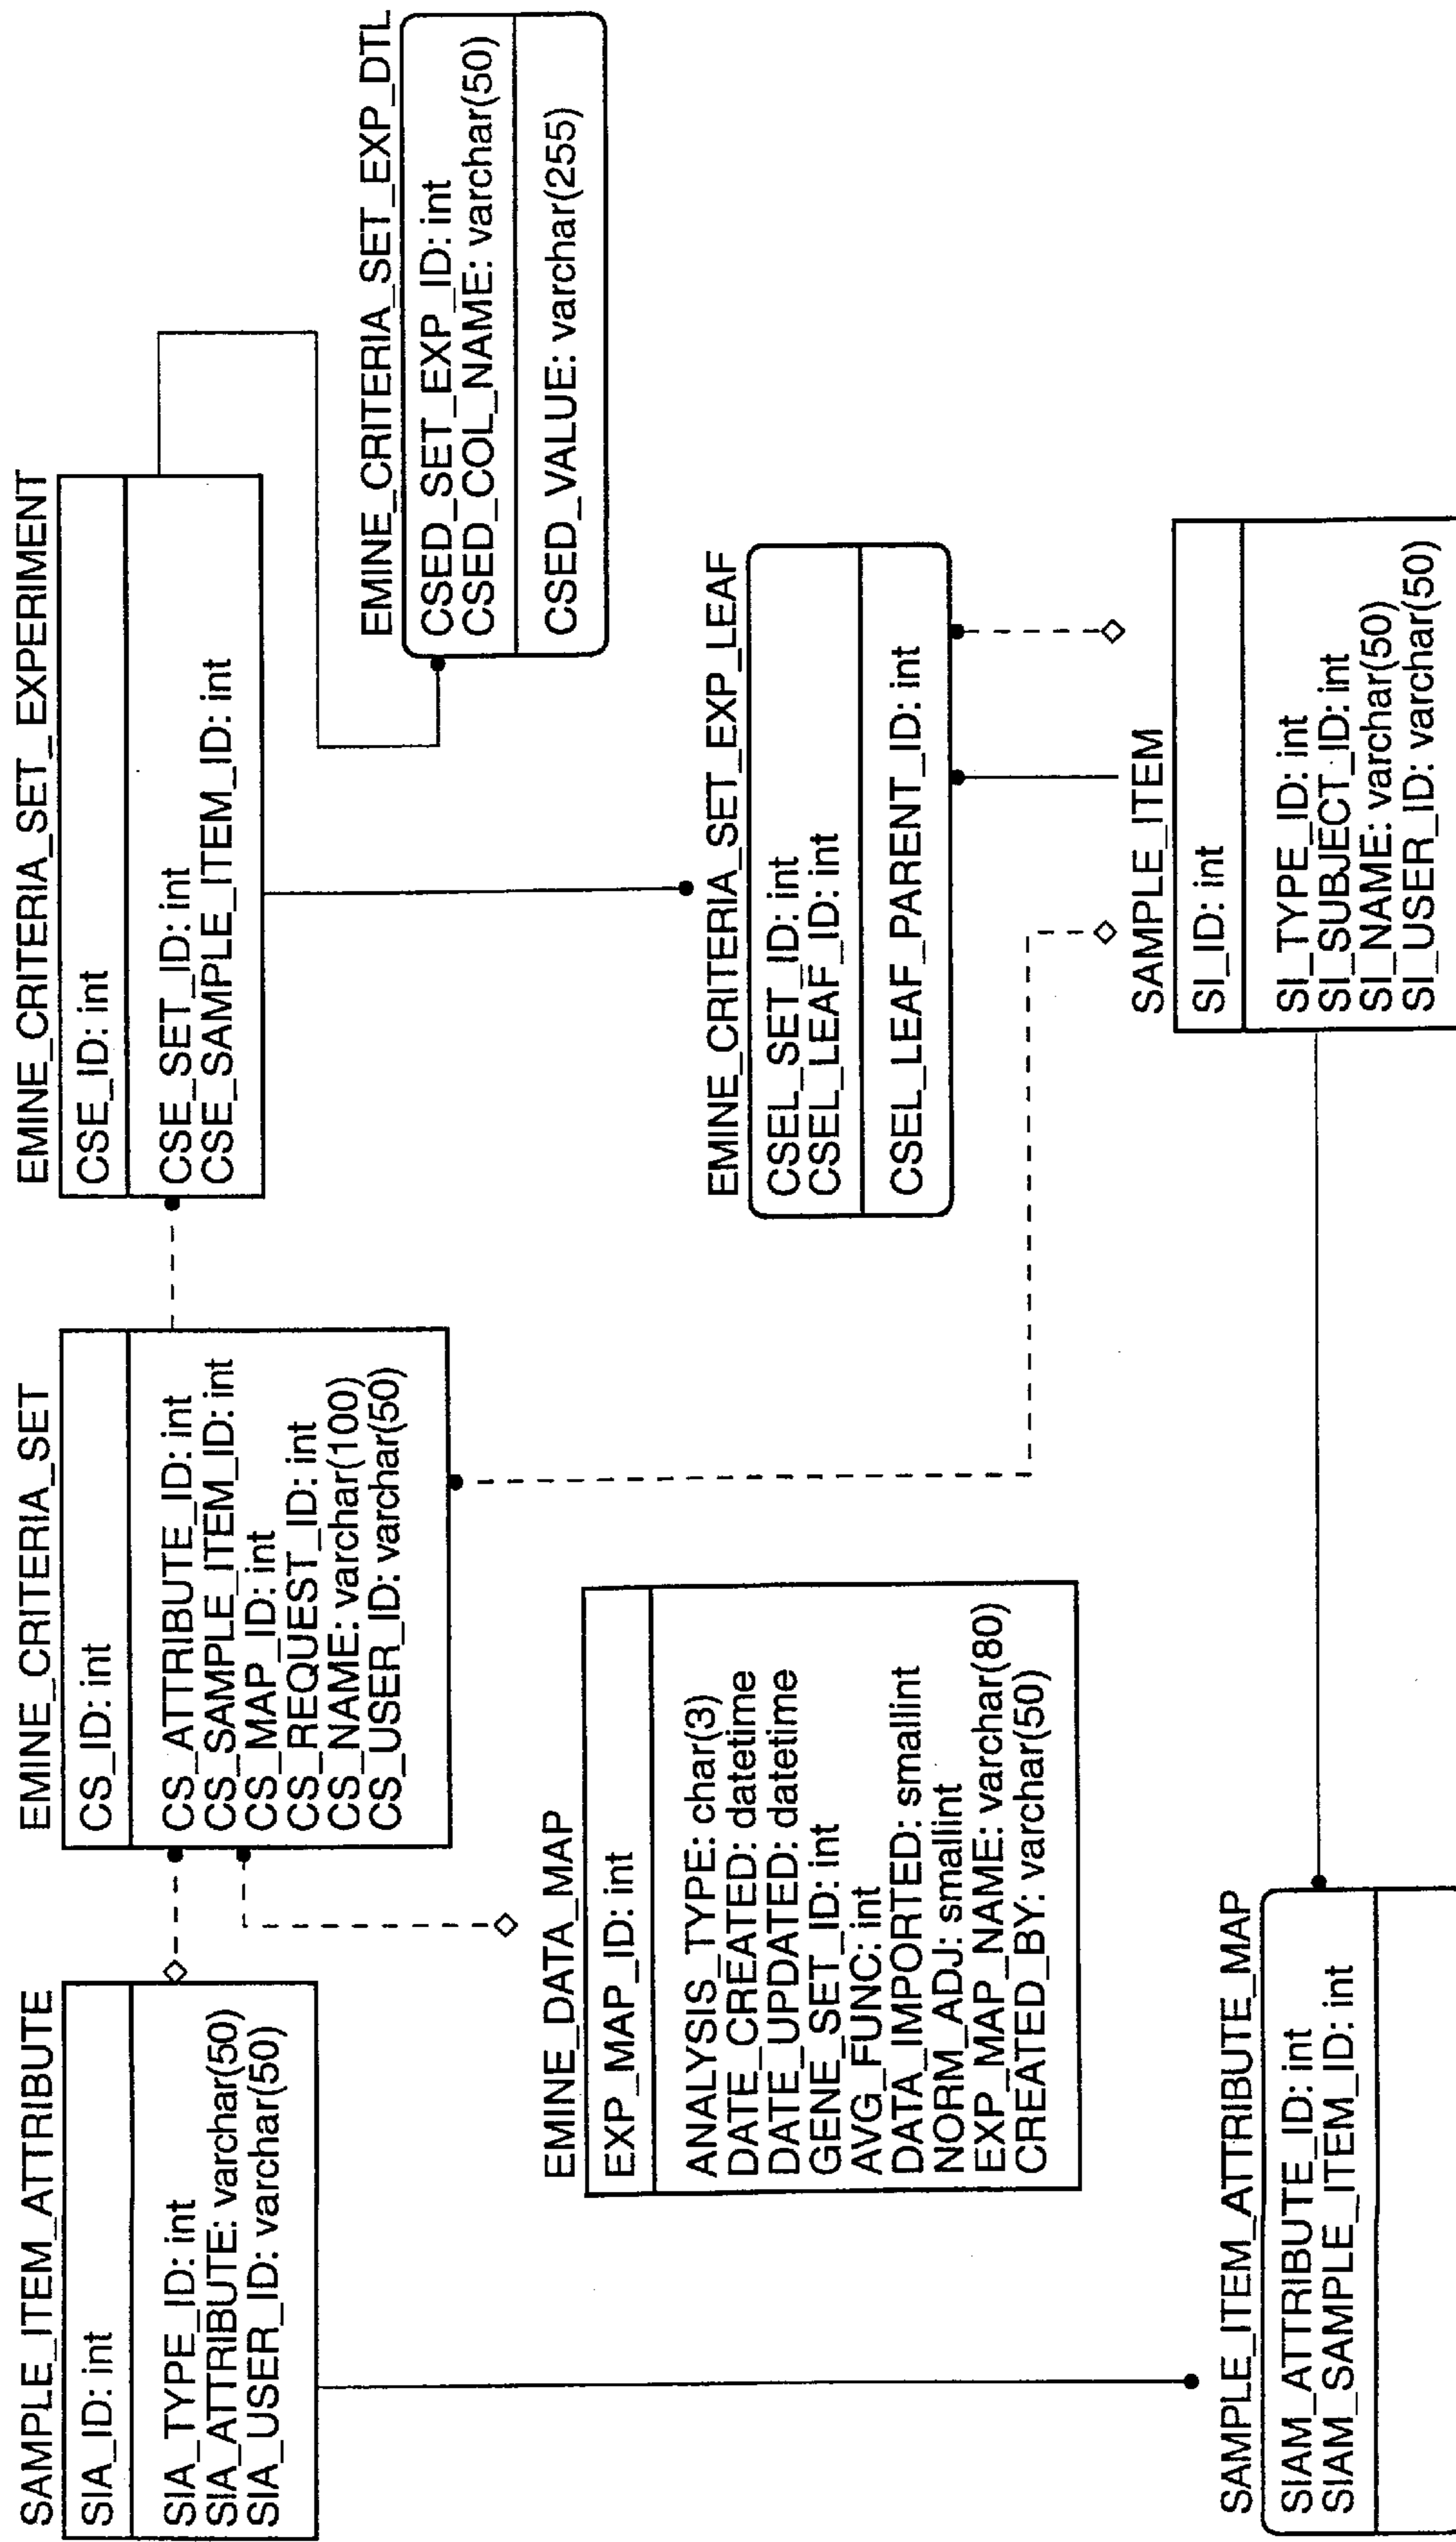 SAMPLE_ITEM_ATTRIBUTE
SIA_ID: int
SIA_TYPE_ID: int
SIA_ATTRIBUTE: varchar(50)
SIA_USER_ID: varchar(50)
EMINE_CRITERIA_SET
CS_ID: int
CS_ATTRIBUTE_ID: int
CS_SAMPLE_ITEM_ID: int
CS_MAP_ID: int
CS_REQUEST_ID: int
CS_NAME: varchar(100)
CS_USER_ID: varchar(50)
EMINE_CRITERIA_SET_EXPERIMENT
CSE_ID: int
CSE_SET_ID: int
CSE_SAMPLE_ITEM_ID: int
EMINE_CRITERIA_SET_EXP_DTL
CSED_SET_EXP_ID: int
CSED_COL_NAME: varchar(50)
CSED_VALUE: varchar(255)
EMINE_DATA_MAP
EXP_MAP_ID: int
ANALYSIS_TYPE: char(3)
DATE_CREATED: datetime
DATE_UPDATED: datetime
GENE_SET_ID: int
AVG_FUNC: int
DATA_IMPORTED: smallint
NORM_ADJ: smallint
EXP_MAP_NAME: varchar(80)
CREATED_BY: varchar(50)
EMINE_CRITERIA_SET_EXP_LEAF
CSEL_SET_ID: int
CSEL_LEAF_ID: int
CSEL_LEAF_PARENT_ID: int
SAMPLE_ITEM_ATTRIBUTE_MAP
SIAM_ATTRIBUTE_ID: int
SIAM_SAMPLE_ITEM_ID: int
SAMPLE_ITEM
SI_ID: int
SI_TYPE_ID: int
SI_SUBJECT_ID: int
SI_NAME: varchar(50)
SI_USER_ID: varchar(50)